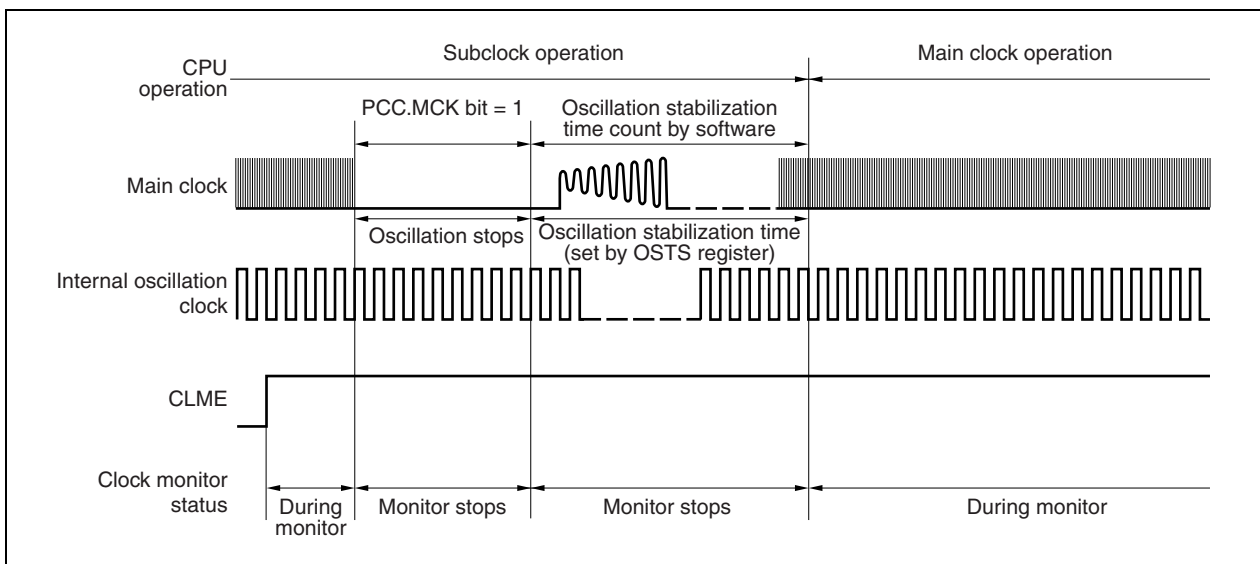 Subclock operation
Main clock operation
CPU
operation
PCC.MCK bit = 1
Oscillation stabilization
time count by software
Main clock
Oscillation stops
Oscillation stabilization time
(set by OSTS register)
Internal oscillation
clock
CLME
Clock monitor
status
During
monitor
Monitor stops
Monitor stops
During monitor